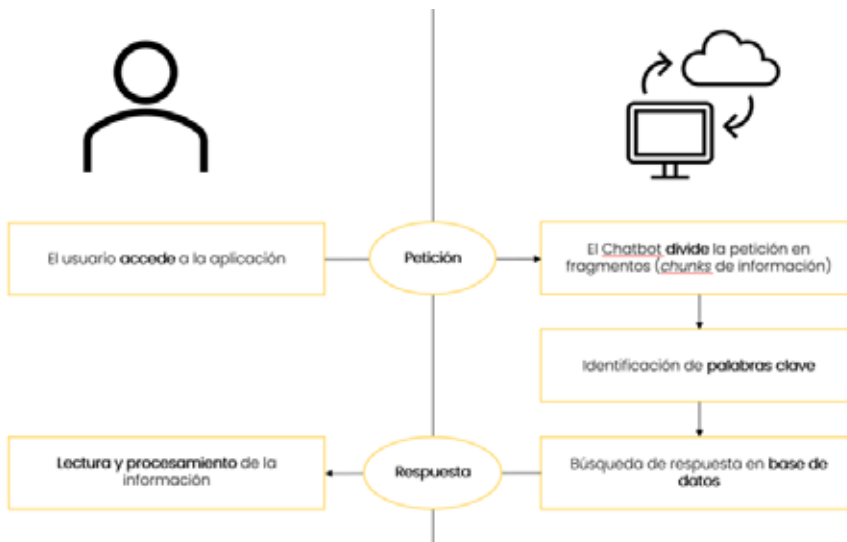 El usuario accede a la aplicación
Petición
El Chatbot divide la petición en
fragmentos (chunks de información)
Identificación de palabras clave
Lectura y procesamiento de la
información
Respuesta
Búsqueda de respuesta en base de
datos